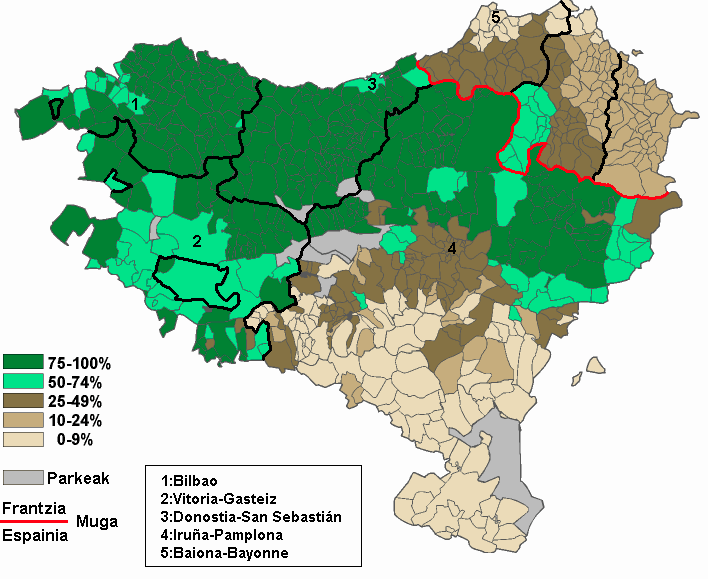 5
3
1
2
4
75-100%
50-74%
25-49%
10-24%
0-9%
Parkeak
Frantzia
Muga
Espainia
1:Bilbao
2:Vitoria-Gasteiz
3:Donostia-San Sebastián
4:Iruña-Pamplona
5:Baiona-Bayonne